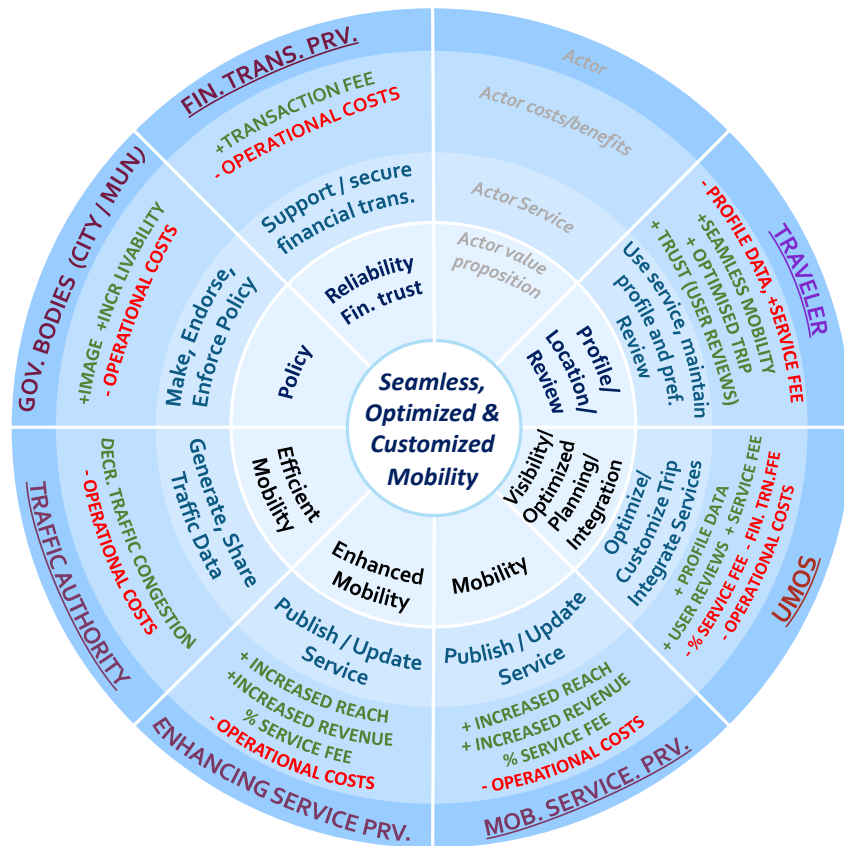 Seamless,
Optimized &
Customized
Mobility
Actor
Actor costs/benefits
Actor Service
Actor value
proposition
TRAVELER
- PROFILE DATA, +SERVICE FEE
+SEAMLESS MOBILITY
+ OPTIMISED TRIP
+ TRUST (USER REVIEWS)
Use service, maintain
profile and pref.
Review
Profile/
Location/
Review
UMOS
+ PROFILE DATA
+ USER REVIEWS + SERVICE FEE
- % SERVICE FEE - FIN. TRN.FFE
- OPERATIONAL COSTS
Optimize/
Customize Trip
Integrate Services
Visibility/
Optimized
Planning/
Integration
MOB. SERVICE. PRV.
+ INCREASED REACH
+ INCREASED REVENUE
% SERVICE FEE
- OPERATIONAL COSTS
Publish / Update
Service
Mobility
ENHANCING SERVICE PRV.
+ INCREASED REACH
+INCREASED REVENUE
% SERVICE FEE
- OPERATIONAL COSTS
Publish / Update
Service
Enhanced
Mobility
TRAFFIC AUTHORITY
DECR. TRAFFIC CONGESTION
- OPERATIONAL COSTS
Generate, Share
Traffic Data
Efficient
Mobility
GOV. BODIES (CITY / MUN)
+IMAGE +INCR LIVABILITY
- OPERATIONAL COSTS
Make, Endorse,
Enforce Policy
Policy
FIN. TRANS. PRV.
+TRANSACTION FEE
- OPERATIONAL COSTS
Support / secure
financial trans.
Reliability
Fin. trust